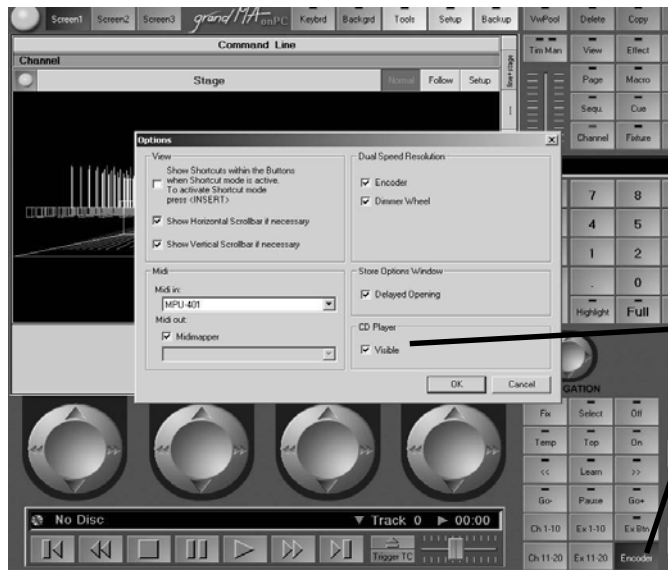 Screen1 Screen2 Screen3 grandMA onPC Keybrd Backgrd Tools Setup Backup VwPool Delete Copy
Command Line
Channel
Stage Normal Follow Setup
Tim Man View Effect
Page Macro
Sequ. Cue
Channel Fixture
Options
View
Show Shortcuts within the Buttons
when Shortcut mode is active.
To activate Shortcut mode
press <INSERT>
Show Horizontal Scrollbar if necessary
Show Vertical Scrollbar if necessary
Dual Speed Resolution
Encoder
Dimmer Wheel
Midi
Midi in:
MPU-401
Midi out:
Midimapper
Store Options Window
Delayed Opening
CD Player
Visible
OK Cancel
7 8
4 5
1 2
. 0
Highlight Full
GATION
Fix Select Off
Temp Top On
<< Learn >>
Go- Pause Go+
Ch 1-10 Ex 1-10 Ex Btn
Ch 11-20 Ex 11-20 Encoder
No Disc Track 0 00:00
Trigger TC